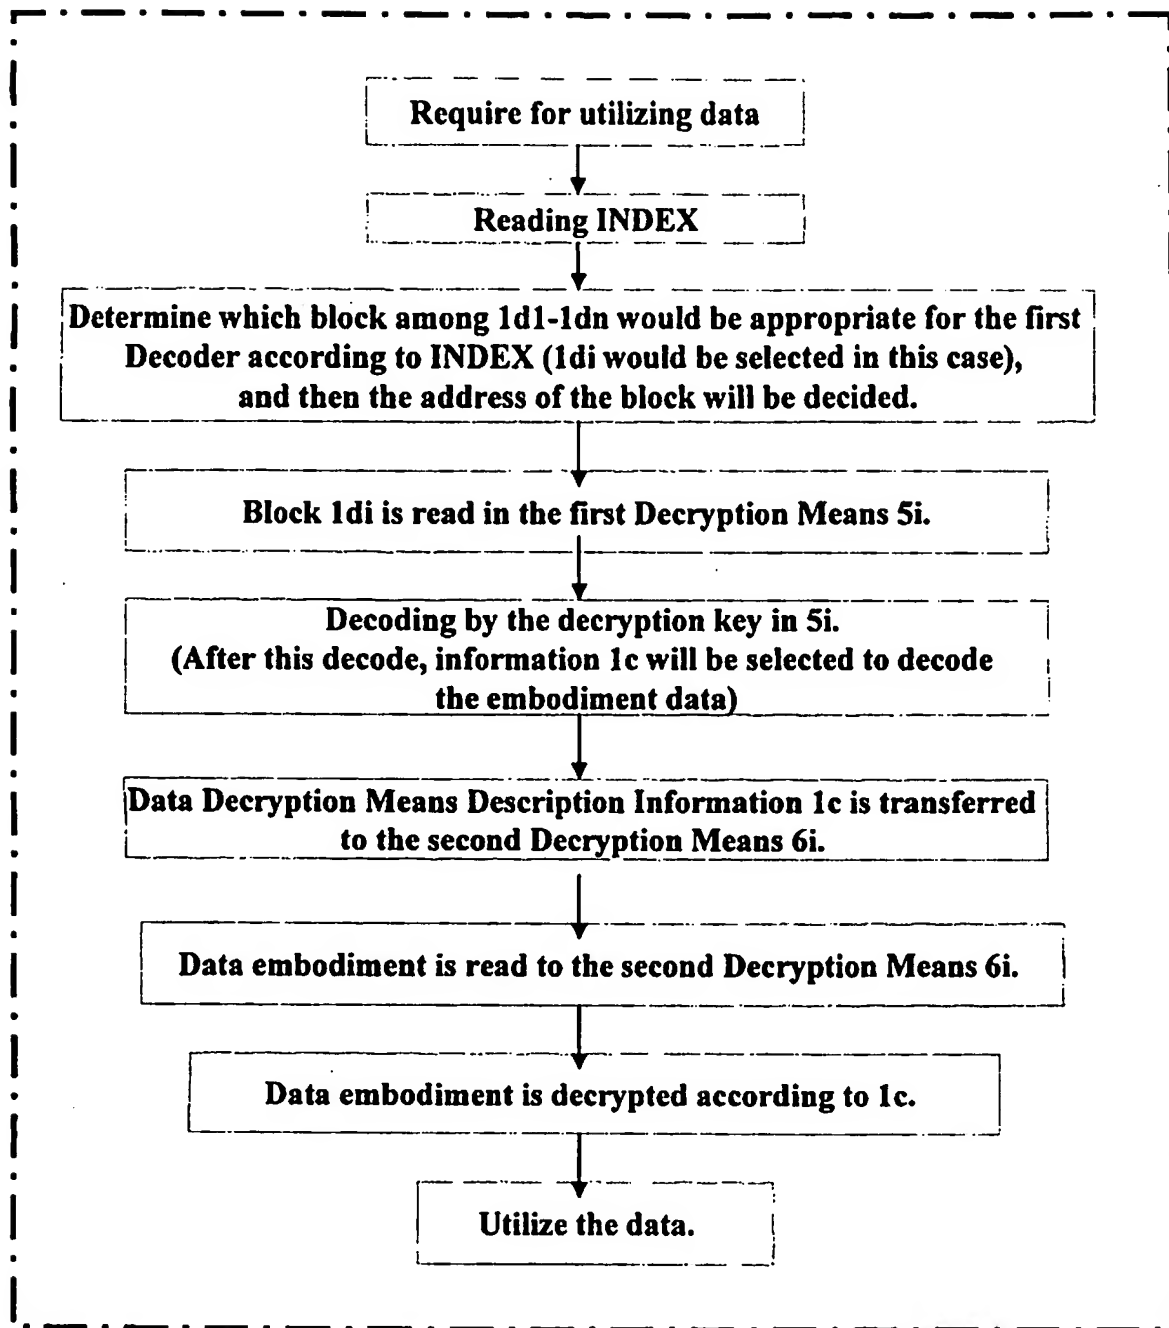 Require for utilizing data
Reading INDEX
Determine which block among 1d1-1dn would be appropriate for the first
Decoder according to INDEX (1di would be selected in this case),
and then the address of the block will be decided.
Block 1di is read in the first Decryption Means 5i.
Decoding by the decryption key in 5i.
(After this decode, information 1c will be selected to decode
the embodiment data)
Data Decryption Means Description Information 1c is transferred
to the second Decryption Means 6i.
Data embodiment is read to the second Decryption Means 6i.
Data embodiment is decrypted according to 1c.
Utilize the data.